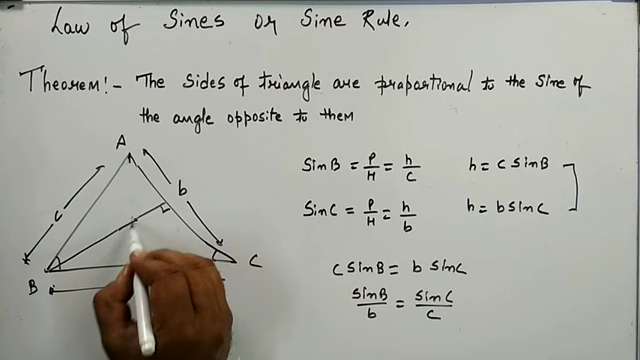 Law of Sines or Sine Rule.
Theorem:- The sides of triangle are praportional to the sine of
the angle opposite to them
A
c
b
B
C
SinB = P/H = h/c
h = c sinB
SinC = P/H = h/b
h = b sinC
c sinB = b sinC
sinB/b = sinC/c